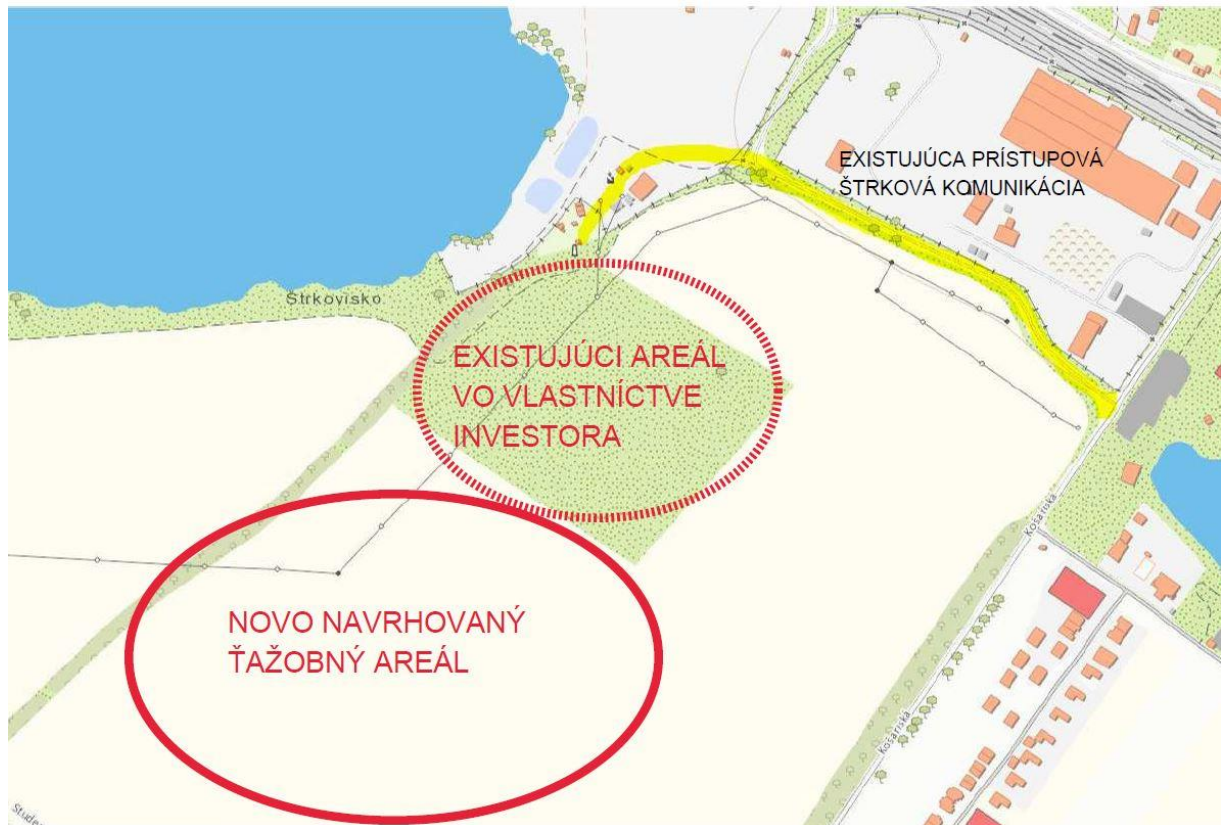 EXISTUJÚCA PRÍSTUPOVÁ
ŠTRKOVÁ KOMUNIKÁCIA
Štrkovisko
EXISTUJÚCI AREÁL
VO VLASTNÍCTVE
INVESTORA
Košariská
NOVO NAVRHOVANÝ
ŤAŽOBNÝ AREÁL
Košariská